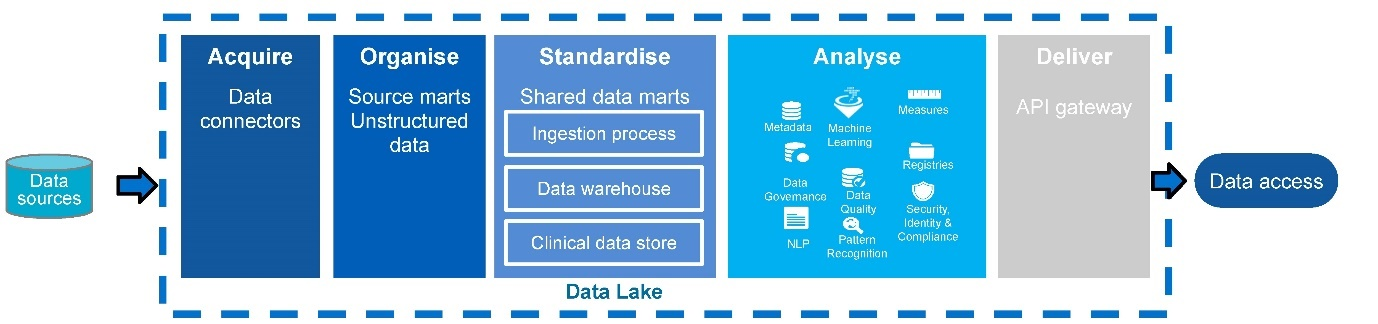 Data
sources
Acquire
Data
connectors
Organise
Source marts
Unstructured
data
Standardise
Shared data marts
Ingestion process
Data warehouse
Clinical data store
Analyse
Metadata
Machine
Learning
Measures
Data
Governance
Data
Quality
Registries
NLP
Pattern
Recognition
Security,
Identity &
Compliance
Deliver
API gateway
Data access
Data Lake